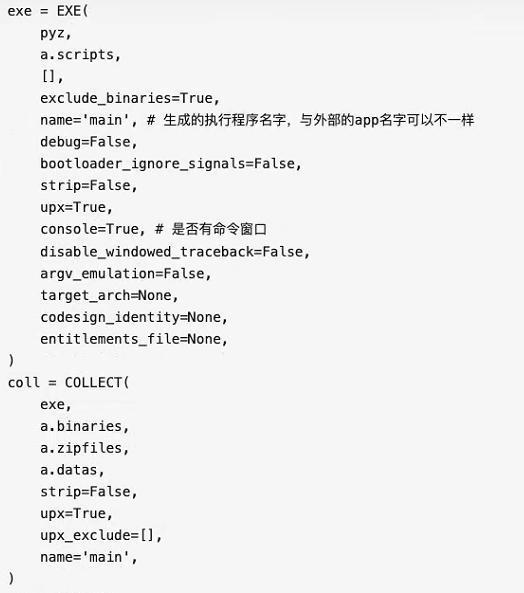 exe = EXE(
    pyz,
    a.scripts,
    [],
    exclude_binaries=True,
    name='main', # 生成的执行程序名字，与外部的app名字可以不一样
    debug=False,
    bootloader_ignore_signals=False,
    strip=False,
    upx=True,
    console=True, # 是否有命令窗口
    disable_windowed_traceback=False,
    argv_emulation=False,
    target_arch=None,
    codesign_identity=None,
    entitlements_file=None,
)
coll = COLLECT(
    exe,
    a.binaries,
    a.zipfiles,
    a.datas,
    strip=False,
    upx=True,
    upx_exclude=[],
    name='main',
)